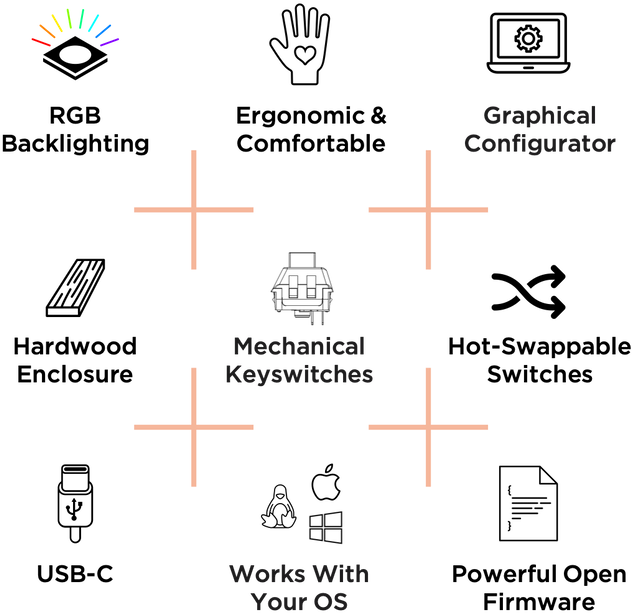 RGB
Backlighting
Ergonomic &
Comfortable
Graphical
Configurator
Hardwood
Enclosure
Mechanical
Keyswitches
Hot-Swappable
Switches
USB-C
Works With
Your OS
Powerful Open
Firmware